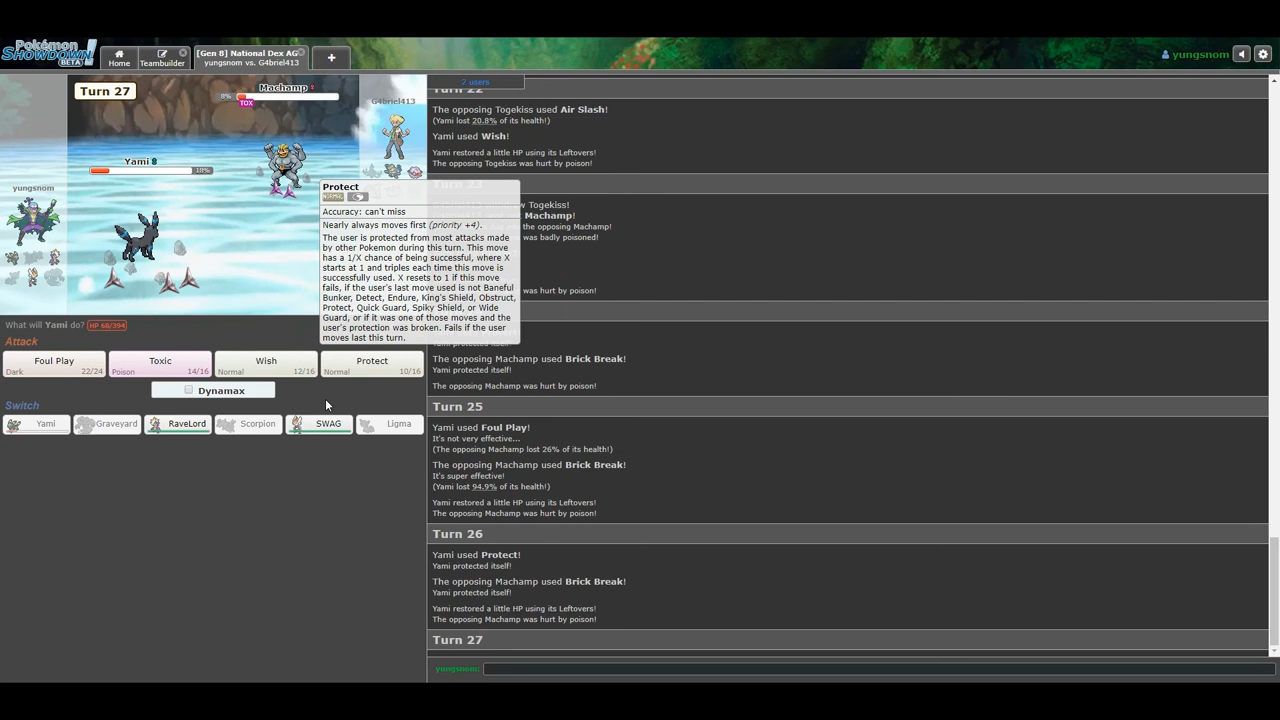 Pokémon
SHOWDOWN!
BETA
Home
Teambuilder
[Gen 8] National Dex AG
yungsnom vs. G4briel413
yungsnom
Turn 27
8%
Machamp
TOX
G4briel413
Yami
18%
yungsnom
2 users
Turn 22
The opposing Togekiss used Air Slash!
(Yami lost 20.8% of its health!)
Yami used Wish!
Yami restored a little HP using its Leftovers!
The opposing Togekiss was hurt by poison!
Turn 23
Togekiss!
Machamp!
the opposing Machamp!
was badly poisoned!
was hurt by poison!
Protect
NORMAL
Accuracy: can't miss
Nearly always moves first (priority +4).
The user is protected from most attacks made
by other Pokemon during this turn. This move
has a 1/X chance of being successful, where X
starts at 1 and triples each time this move is
successfully used. X resets to 1 if this move
fails, if the user's last move used is not Baneful
Bunker, Detect, Endure, King's Shield, Obstruct,
Protect, Quick Guard, Spiky Shield, or Wide
Guard, or if it was one of those moves and the
user's protection was broken. Fails if the user
moves last this turn.
What will Yami do? HP 68/394
Attack
Foul Play
Dark 22/24
Toxic
Poison 14/16
Wish
Normal 12/16
Protect
Normal 10/16
Dynamax
Switch
Yami
Graveyard
RaveLord
Scorpion
SWAG
Ligma
The opposing Machamp used Brick Break!
Yami protected itself!
The opposing Machamp was hurt by poison!
Turn 25
Yami used Foul Play!
It's not very effective...
(The opposing Machamp lost 26% of its health!)
The opposing Machamp used Brick Break!
It's super effective!
(Yami lost 94.9% of its health!)
Yami restored a little HP using its Leftovers!
The opposing Machamp was hurt by poison!
Turn 26
Yami used Protect!
Yami protected itself!
The opposing Machamp used Brick Break!
Yami protected itself!
Yami restored a little HP using its Leftovers!
The opposing Machamp was hurt by poison!
Turn 27
yungsnom: